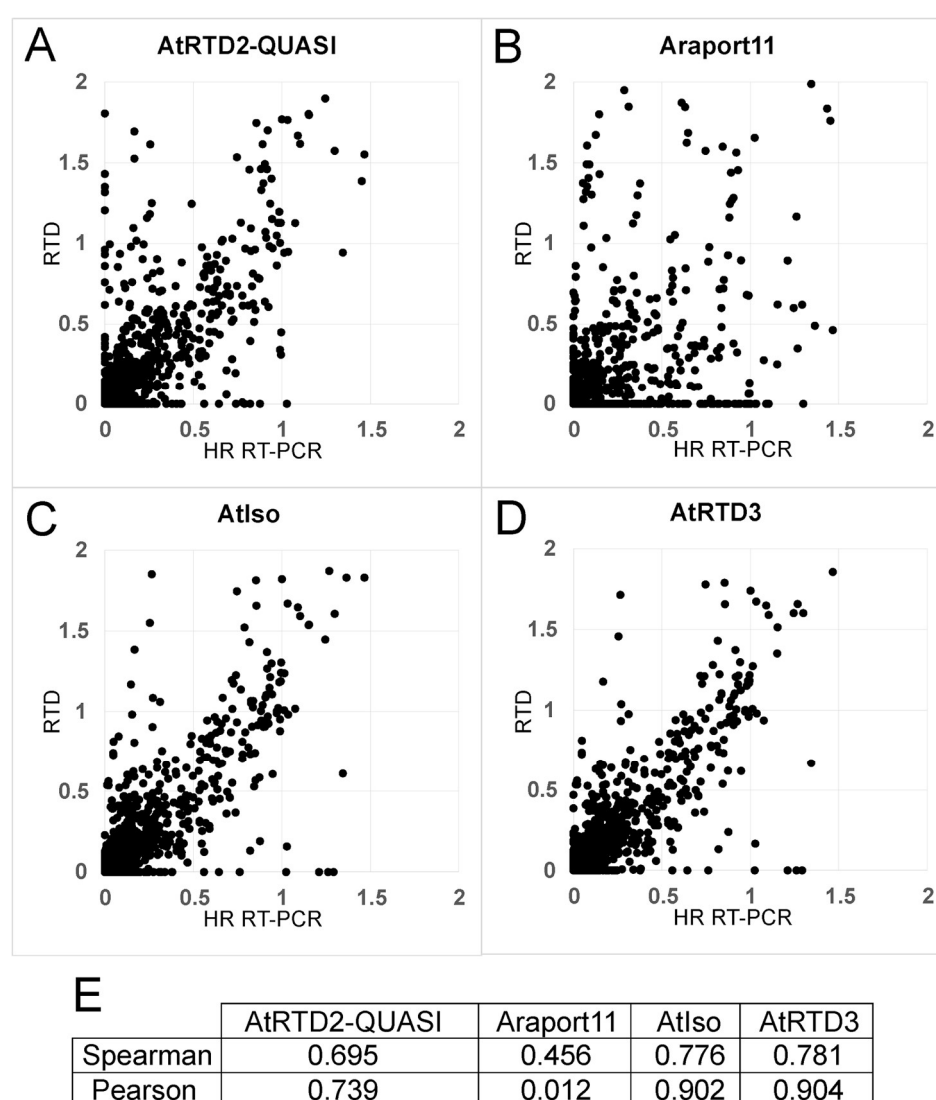 A
AtRTD2-QUASI
2
1.5
1
0.5
0
RTD
0 0.5 1 1.5 2
HR RT-PCR
B
Araport11
2
1.5
1
0.5
0
RTD
0 0.5 1 1.5 2
HR RT-PCR
C
AtIso
2
1.5
1
0.5
0
RTD
0 0.5 1 1.5 2
HR RT-PCR
D
AtRTD3
2
1.5
1
0.5
0
RTD
0 0.5 1 1.5 2
HR RT-PCR
E
AtRTD2-QUASI Araport11 AtIso AtRTD3
Spearman 0.695 0.456 0.776 0.781
Pearson 0.739 0.012 0.902 0.904